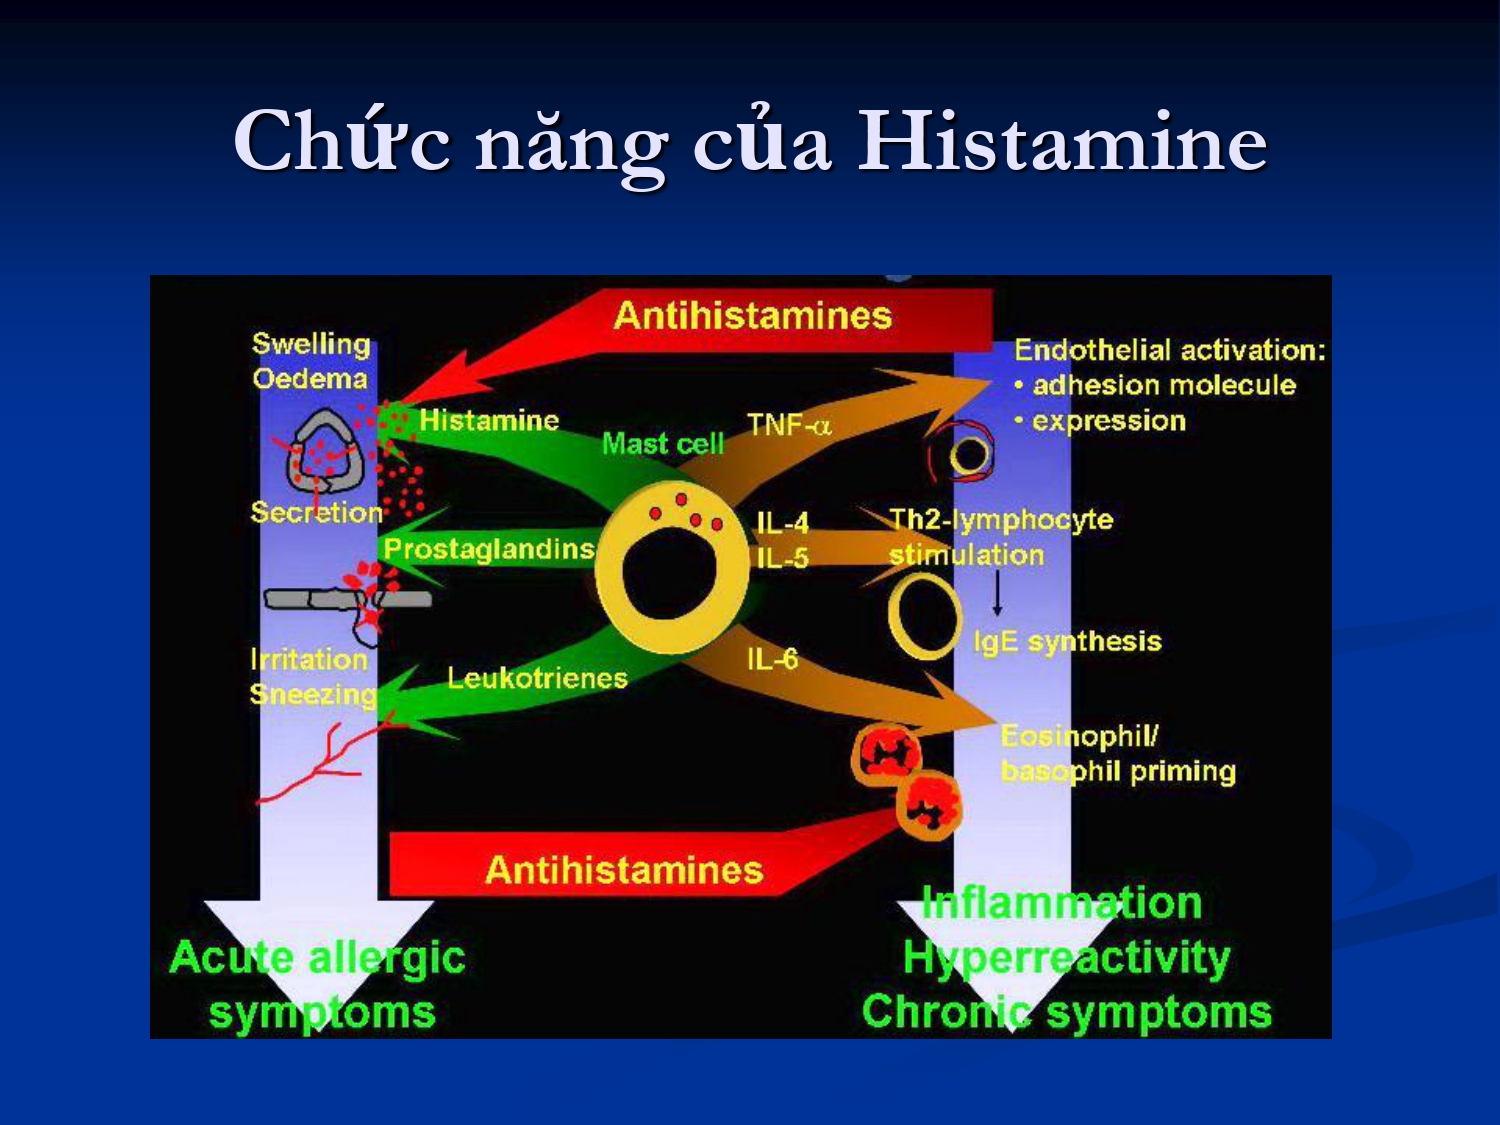 Chức năng của Histamine
Antihistamines
Swelling
Oedema
Histamine
Mast cell
TNF-α
Endothelial activation:
• adhesion molecule
• expression
Secretion
Prostaglandins
IL-4
IL-5
Th2-lymphocyte
stimulation
IgE synthesis
Irritation
Sneezing
Leukotrienes
IL-6
Eosinophil/
basophil priming
Antihistamines
Acute allergic
symptoms
Inflammation
Hyperreactivity
Chronic symptoms